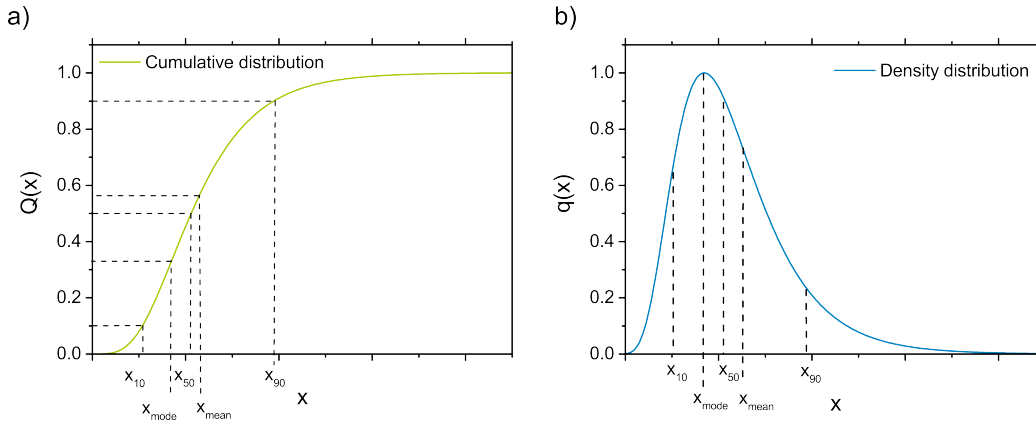 a)
Cumulative distribution
1.0
0.8
0.6
0.4
0.2
0.0
Q(x)
x10
x50
x90
xmode
xmean
x
b)
Density distribution
1.0
0.8
0.6
0.4
0.2
0.0
q(x)
x10
x50
x90
xmode
xmean
x